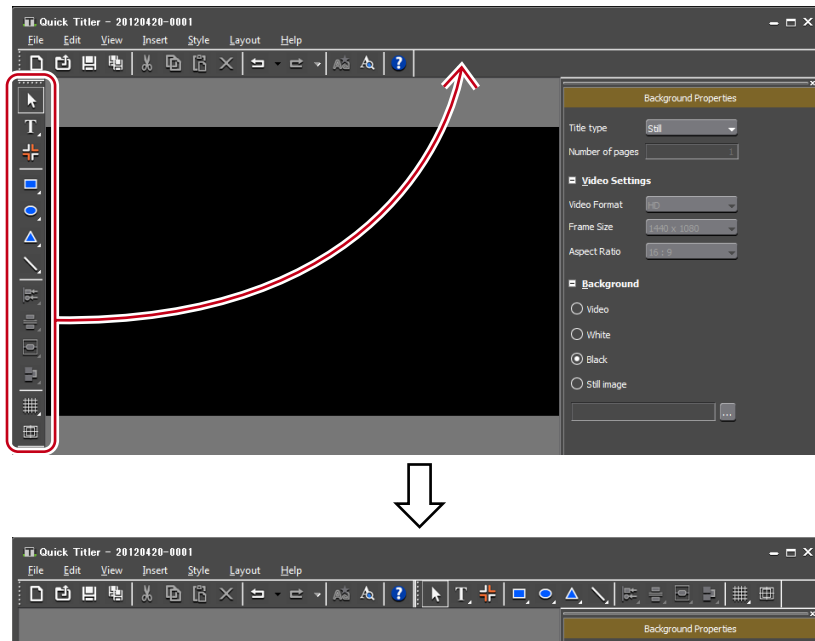 Quick Titler - 20120420-0001
File Edit View Insert Style Layout Help
Background Properties
Title type Still
Number of pages 1
Video Settings
Video Format HD
Frame Size 1440 x 1080
Aspect Ratio 16 : 9
Background
Video
White
Black
Still image
...
Quick Titler - 20120420-0001
File Edit View Insert Style Layout Help
Background Properties